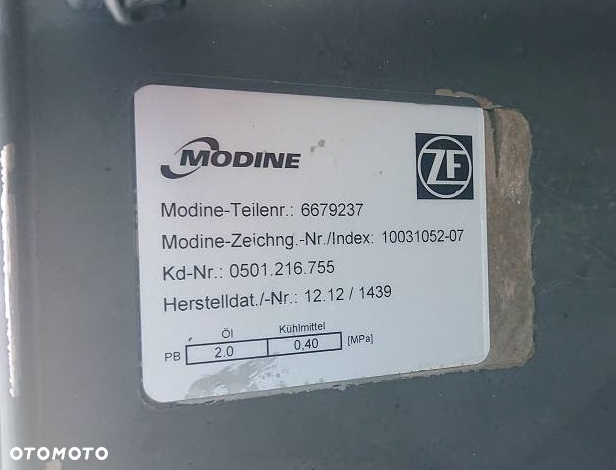 MODINE
ZF
Modine-Teilenr.: 6679237
Modine-Zeichng.-Nr./Index: 10031052-07
Kd-Nr.: 0501.216.755
Herstelldat./-Nr.: 12.12 / 1439
Öl Kühlmittel
PB 2.0 0,40 [MPa]
OTOMOTO